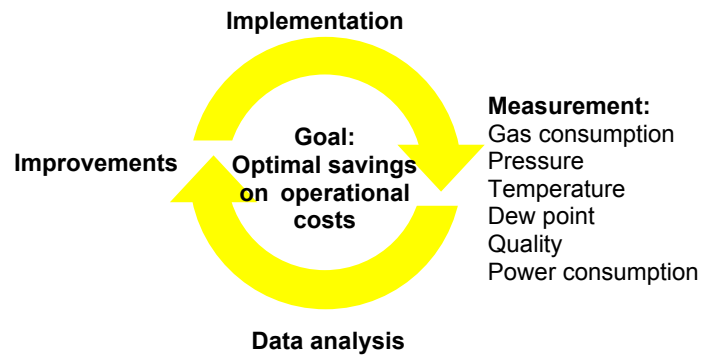 Implementation
Measurement:
Gas consumption
Pressure
Temperature
Dew point
Quality
Power consumption
Goal:
Optimal savings
on operational
costs
Improvements
Data analysis